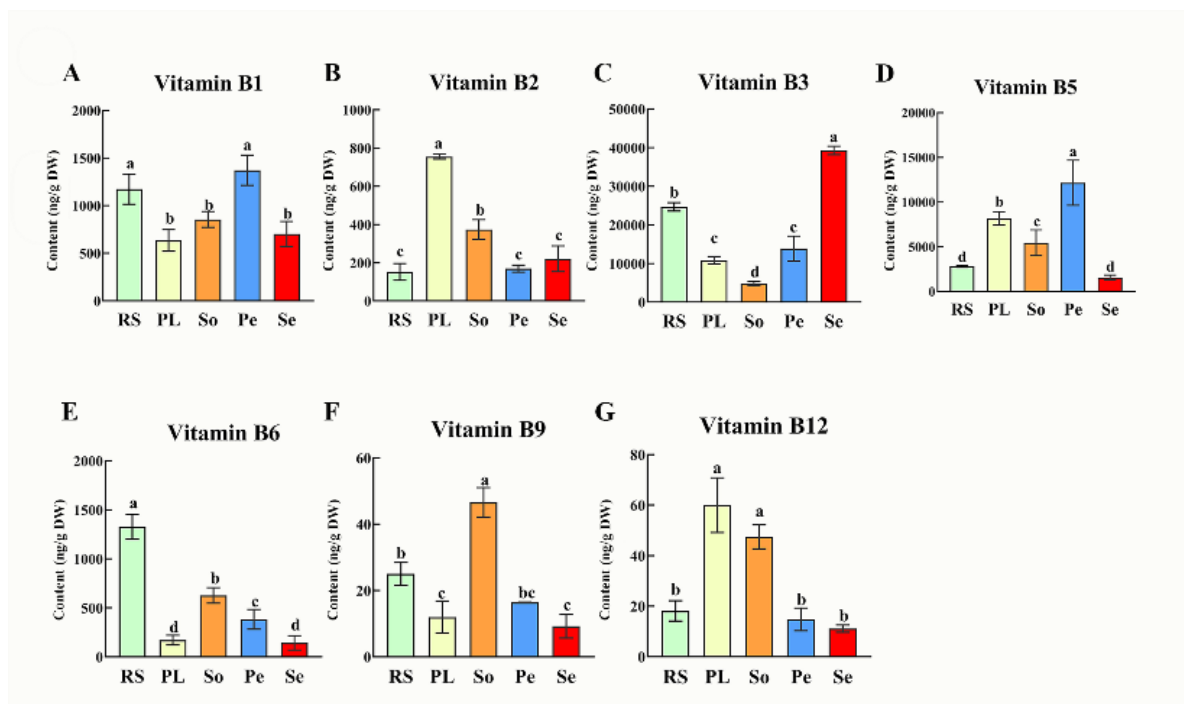 A
Vitamin B1
Content (ng/g DW)
2000
1500
1000
500
0
a
b
b
a
b
RS PL So Pe Se
B
Vitamin B2
Content (ng/g DW)
1000
800
600
400
200
0
c
a
b
c
c
RS PL So Pe Se
C
Vitamin B3
Content (ng/g DW)
50000
40000
30000
20000
10000
0
b
c
d
c
a
RS PL So Pe Se
D
Vitamin B5
Content (ng/g DW)
20000
15000
10000
5000
0
d
b
c
a
d
RS PL So Pe Se
E
Vitamin B6
Content (ng/g DW)
2000
1500
1000
500
0
a
d
b
c
d
RS PL So Pe Se
F
Vitamin B9
Content (ng/g DW)
60
40
20
0
b
c
a
bc
c
RS PL So Pe Se
G
Vitamin B12
Content (ng/g DW)
80
60
40
20
0
b
a
a
b
b
RS PL So Pe Se